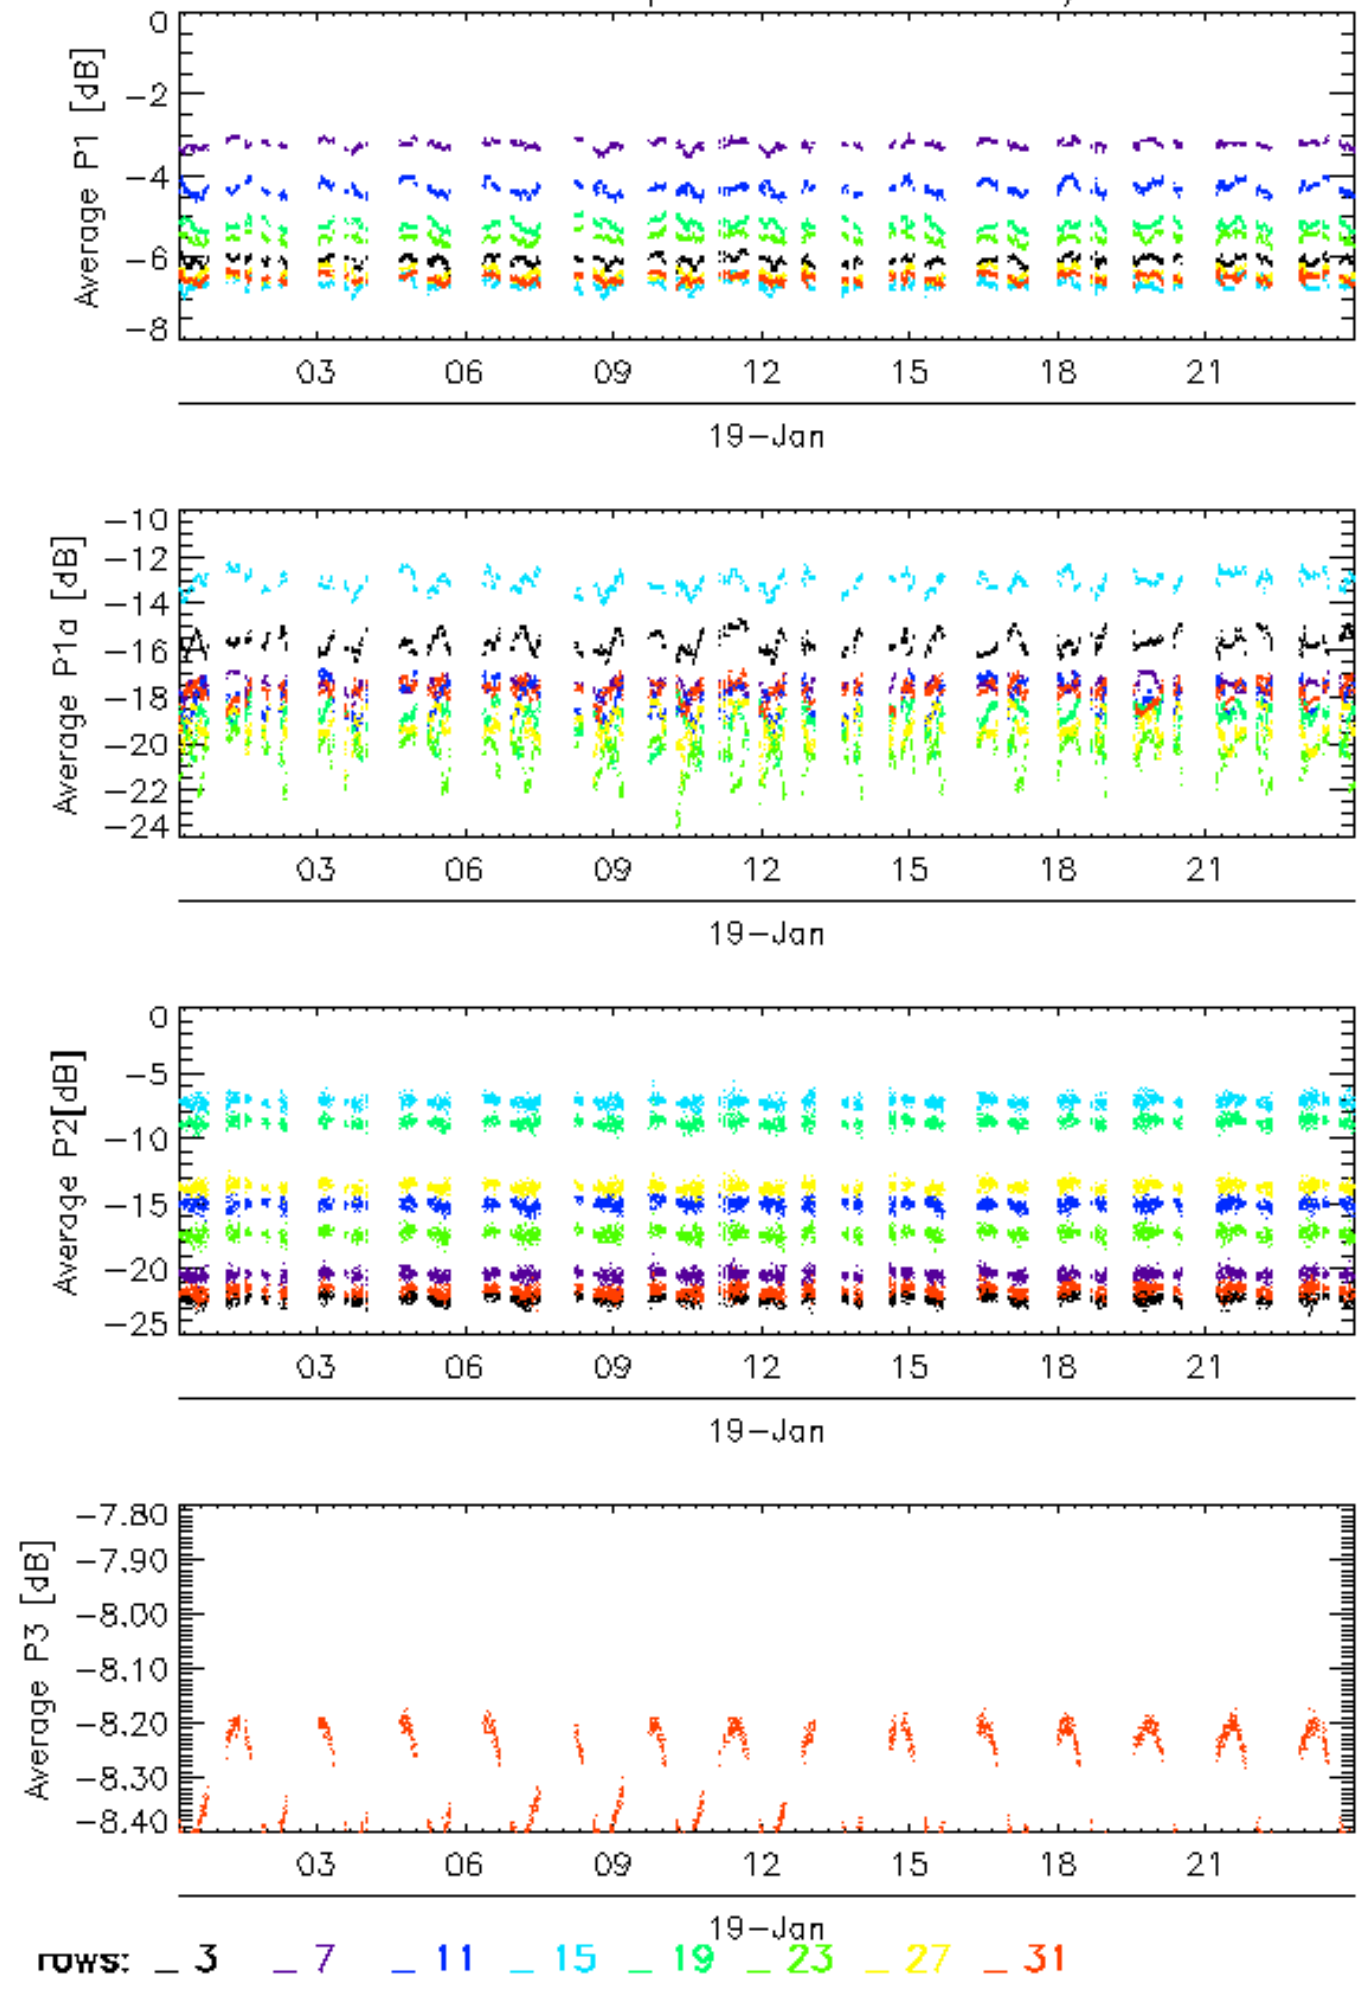 Average P1 [dB]
0
−2
−4
−6
−8
03 06 09 12 15 18 21
19−Jan
Average P1a [dB]
−10
−12
−14
−16
−18
−20
−22
−24
03 06 09 12 15 18 21
19−Jan
Average P2[dB]
0
−5
−10
−15
−20
−25
03 06 09 12 15 18 21
19−Jan
Average P3 [dB]
−7.80
−7.90
−8.00
−8.10
−8.20
−8.30
−8.40
03 06 09 12 15 18 21
19−Jan
rows: _ 3 _ 7 _ 11 _ 15 _ 19 _ 23 _ 27 _ 31